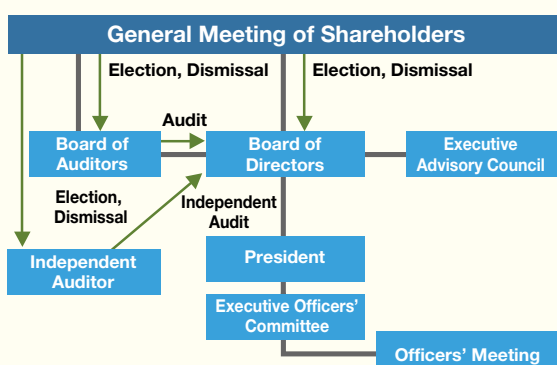 General Meeting of Shareholders
Election, Dismissal
Election, Dismissal
Audit
Board of
Auditors
Board of
Directors
Executive
Advisory Council
Election,
Dismissal
Independent
Audit
Independent
Auditor
President
Executive Officers'
Committee
Officers' Meeting